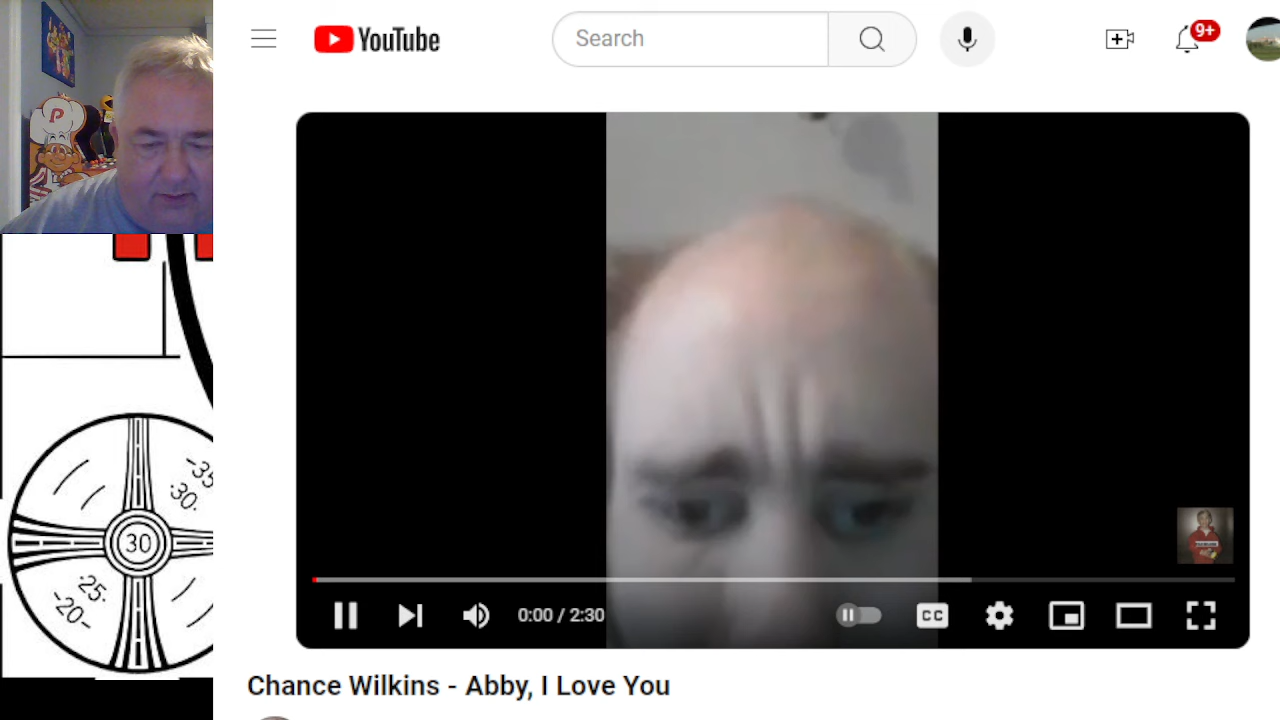 YouTube
Search
9+
P
-35
·30·
30
·25·
-20-
0:00 / 2:30
CC
Chance Wilkins - Abby, I Love You